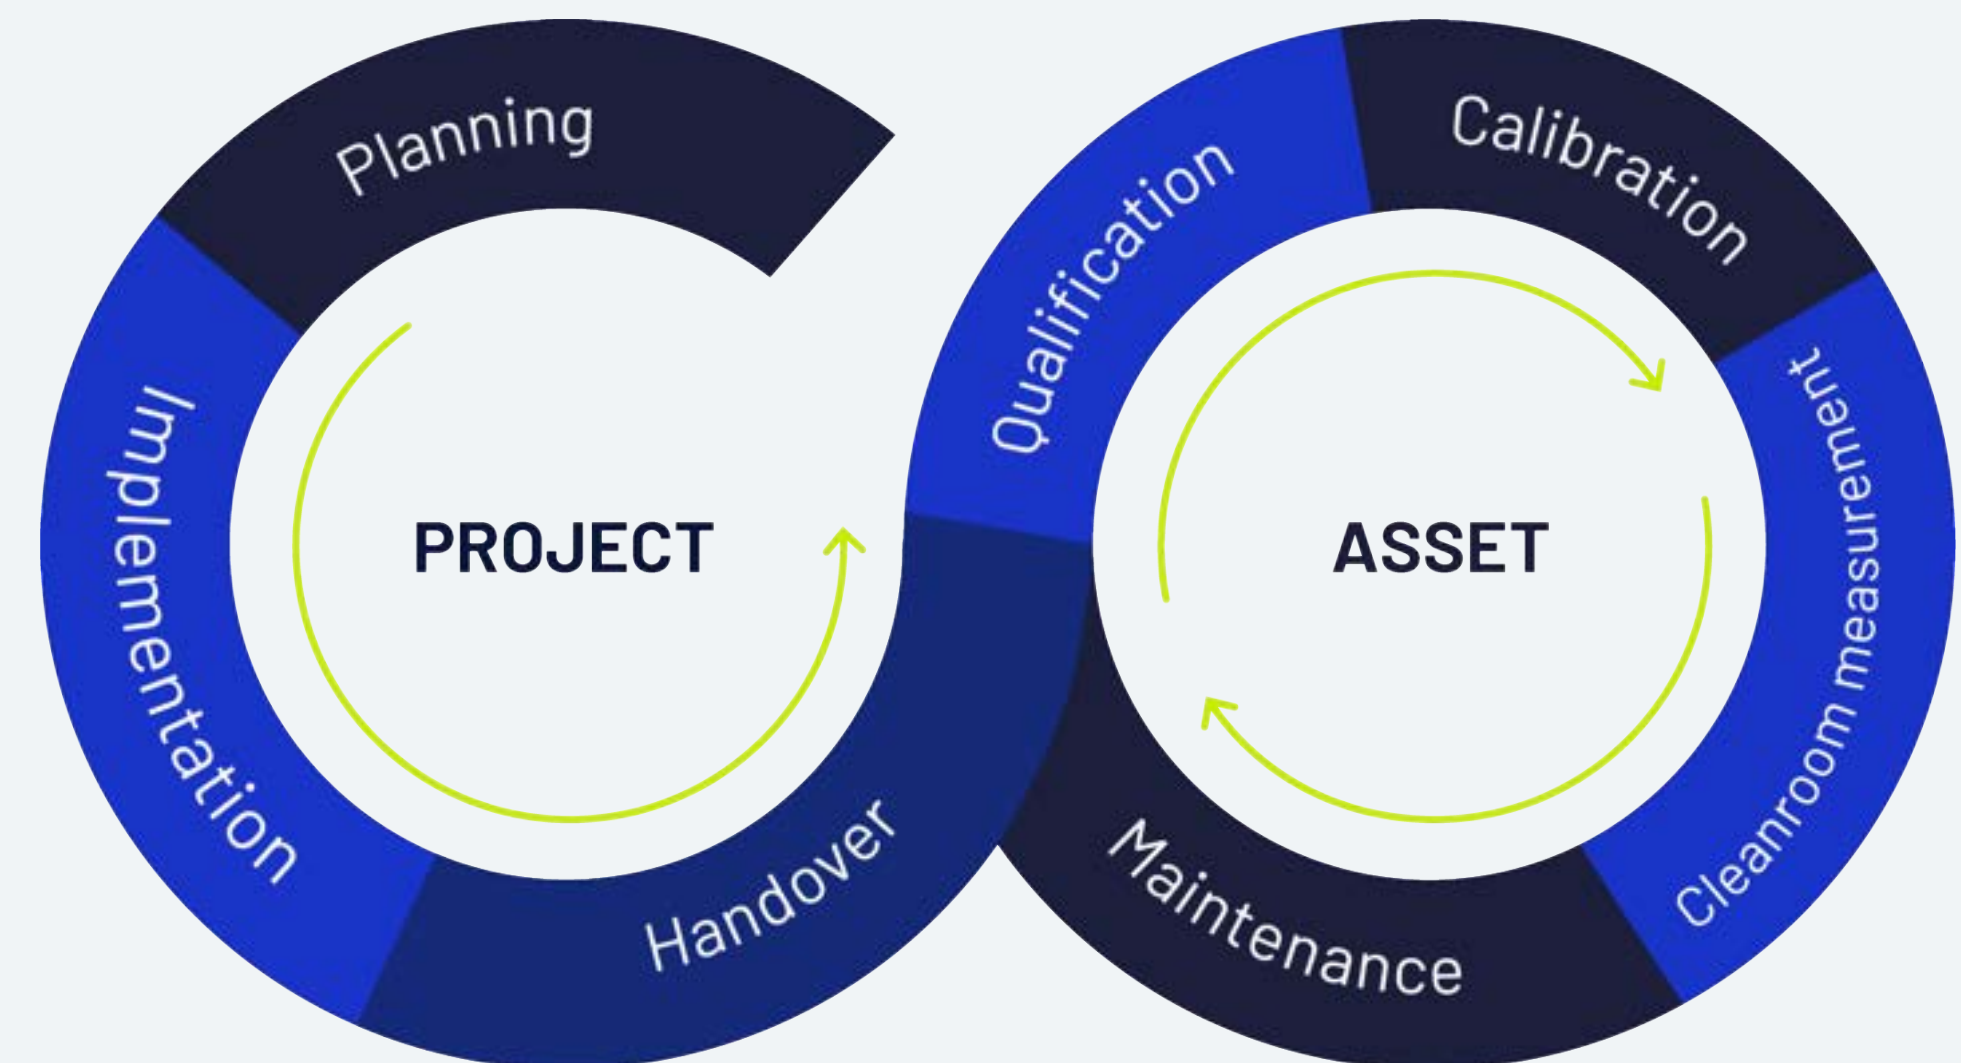 Planning
Implementation
Handover
PROJECT
Qualification
Calibration
Cleanroom measurement
Maintenance
ASSET